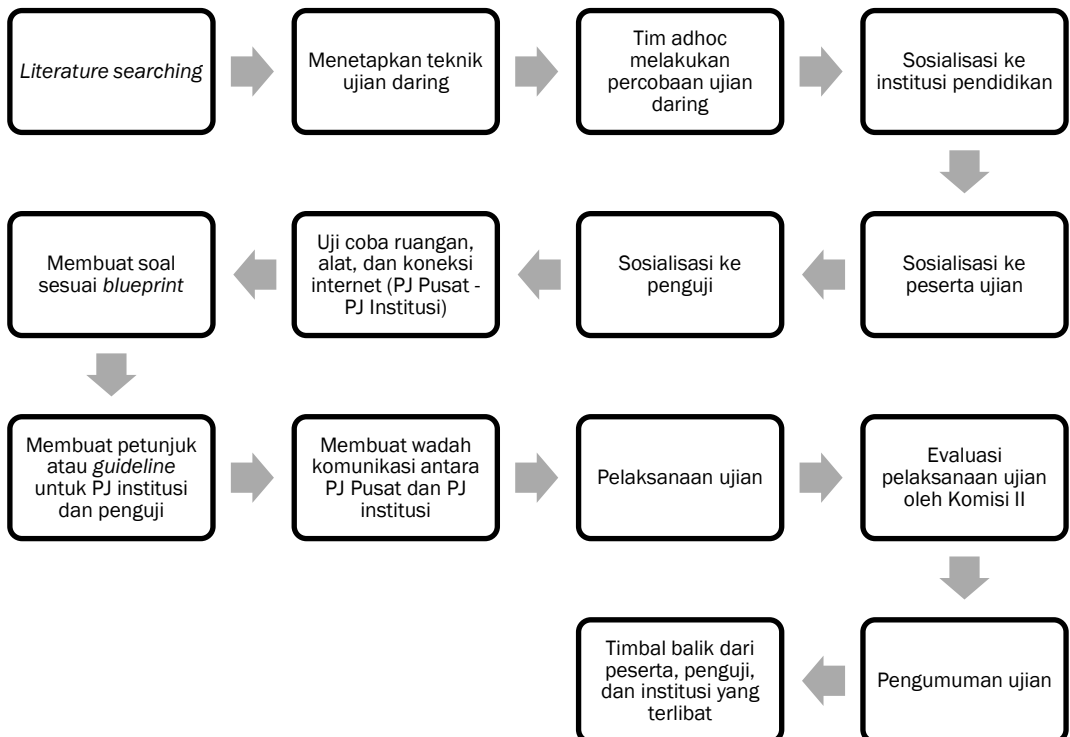 Literature searching
Menetapkan teknik
ujian daring
Tim adhoc
melakukan
percobaan ujian
daring
Sosialisasi ke
institusi pendidikan
Sosialisasi ke
peserta ujian
Sosialisasi ke
penguji
Uji coba ruangan,
alat, dan koneksi
internet (PJ Pusat -
PJ Institusi)
Membuat soal
sesuai blueprint
Membuat petunjuk
atau guideline
untuk PJ institusi
dan penguji
Membuat wadah
komunikasi antara
PJ Pusat dan PJ
institusi
Pelaksanaan ujian
Evaluasi
pelaksanaan ujian
oleh Komisi II
Pengumuman ujian
Timbal balik dari
peserta, penguji,
dan institusi yang
terlibat